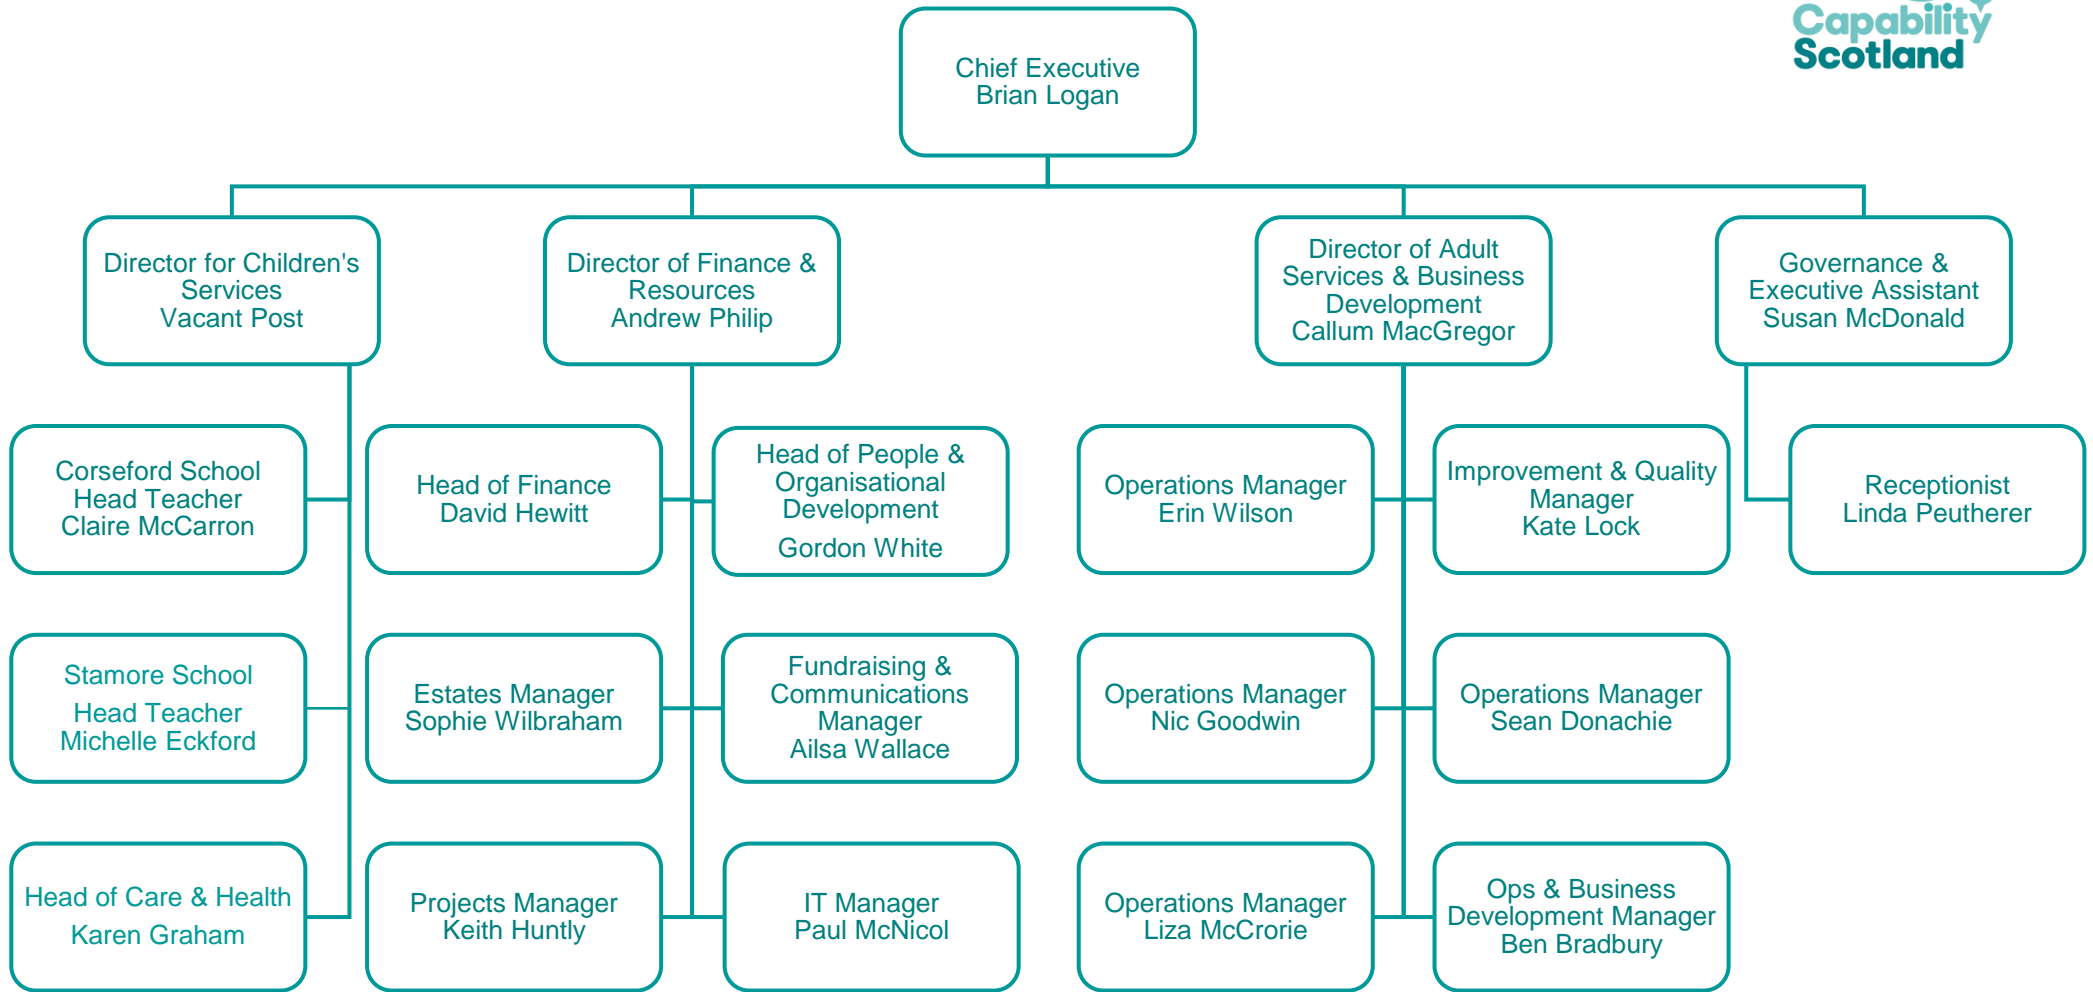 Capability
Scotland
Chief Executive
Brian Logan
Director for Children's
Services
Vacant Post
Director of Finance &
Resources
Andrew Philip
Director of Adult
Services & Business
Development
Callum MacGregor
Governance &
Executive Assistant
Susan McDonald
Corseford School
Head Teacher
Claire McCarron
Head of Finance
David Hewitt
Head of People &
Organisational
Development
Gordon White
Operations Manager
Erin Wilson
Improvement & Quality
Manager
Kate Lock
Receptionist
Linda Peutherer
Stamore School
Head Teacher
Michelle Eckford
Estates Manager
Sophie Wilbraham
Fundraising &
Communications
Manager
Ailsa Wallace
Operations Manager
Nic Goodwin
Operations Manager
Sean Donachie
Head of Care & Health
Karen Graham
Projects Manager
Keith Huntly
IT Manager
Paul McNicol
Operations Manager
Liza McCrorie
Ops & Business
Development Manager
Ben Bradbury